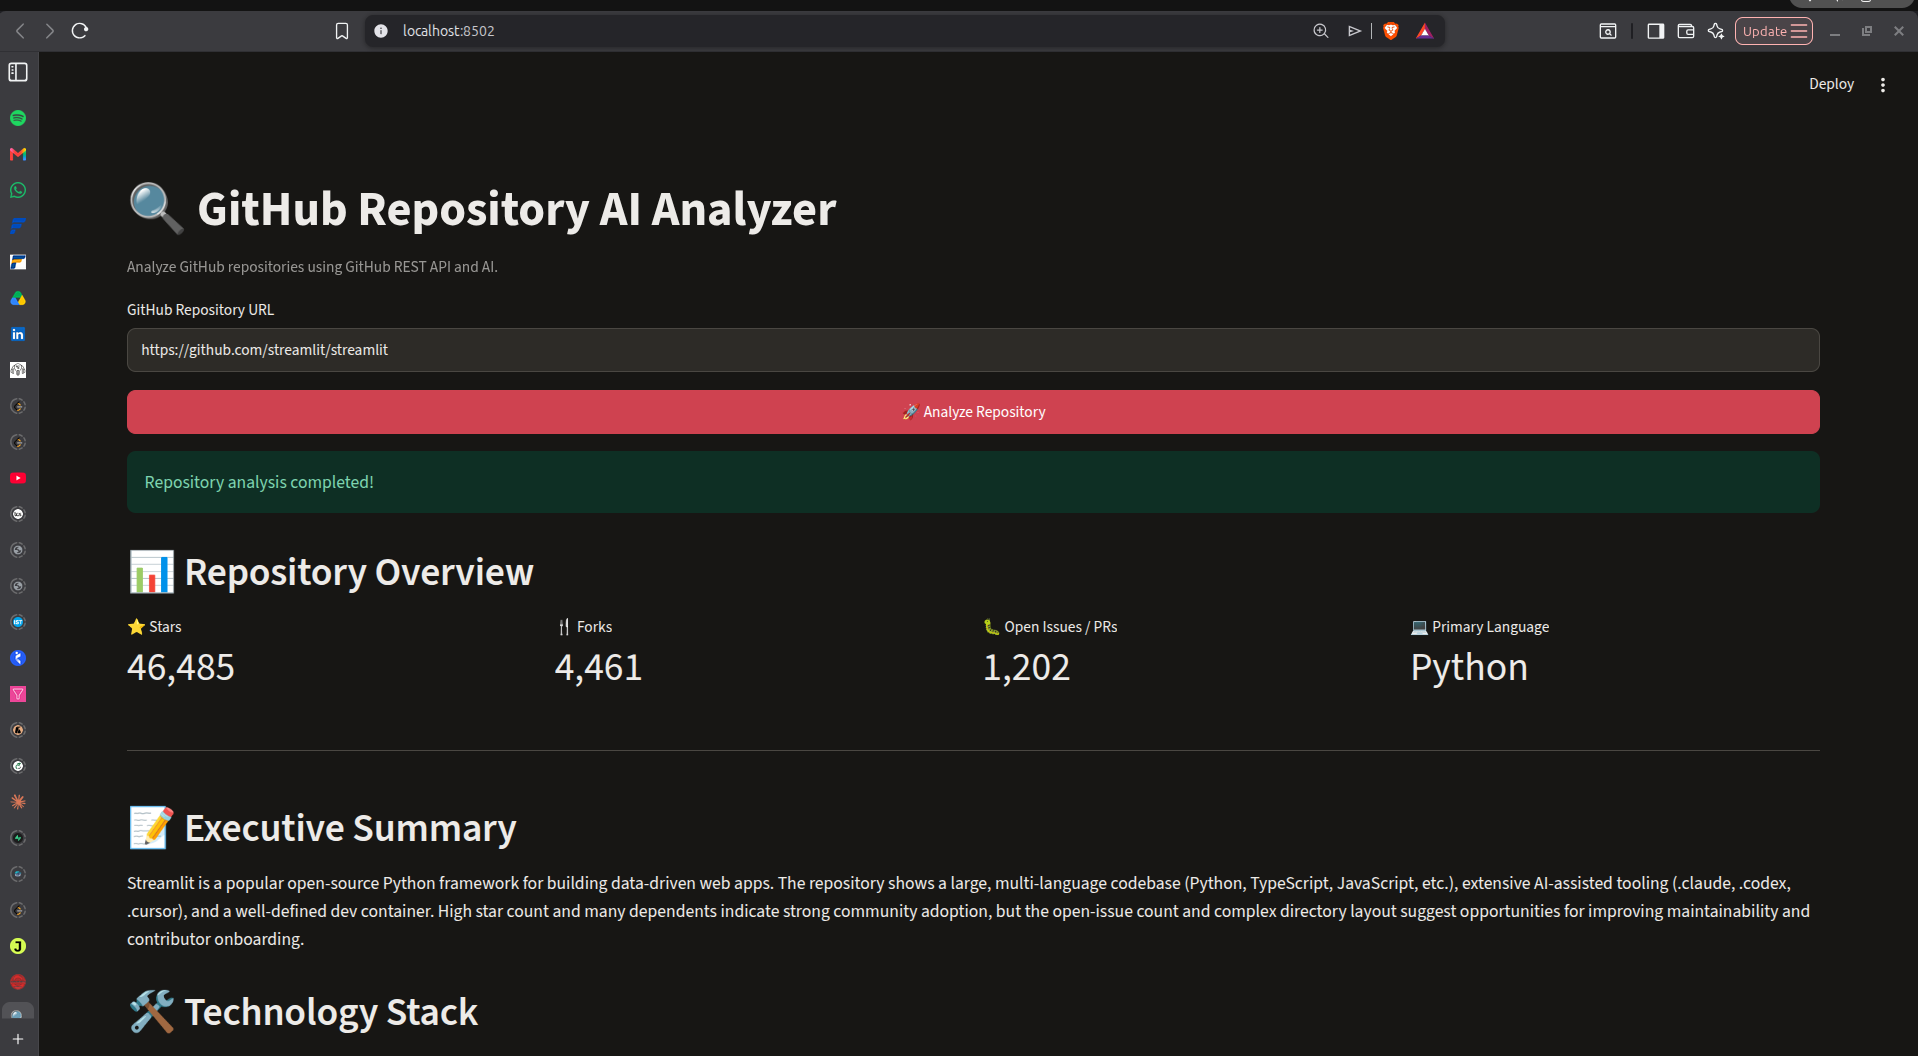 localhost:8502
Update
Deploy
🔍 GitHub Repository AI Analyzer
Analyze GitHub repositories using GitHub REST API and AI.
GitHub Repository URL
https://github.com/streamlit/streamlit
🚀 Analyze Repository
Repository analysis completed!
📊 Repository Overview
⭐ Stars
🍴 Forks
🐛 Open Issues / PRs
💻 Primary Language
46,485
4,461
1,202
Python
📝 Executive Summary
Streamlit is a popular open-source Python framework for building data-driven web apps. The repository shows a large, multi-language codebase (Python, TypeScript, JavaScript, etc.), extensive AI-assisted tooling (.claude, .codex,
.cursor), and a well-defined dev container. High star count and many dependents indicate strong community adoption, but the open-issue count and complex directory layout suggest opportunities for improving maintainability and
contributor onboarding.
🛠️ Technology Stack